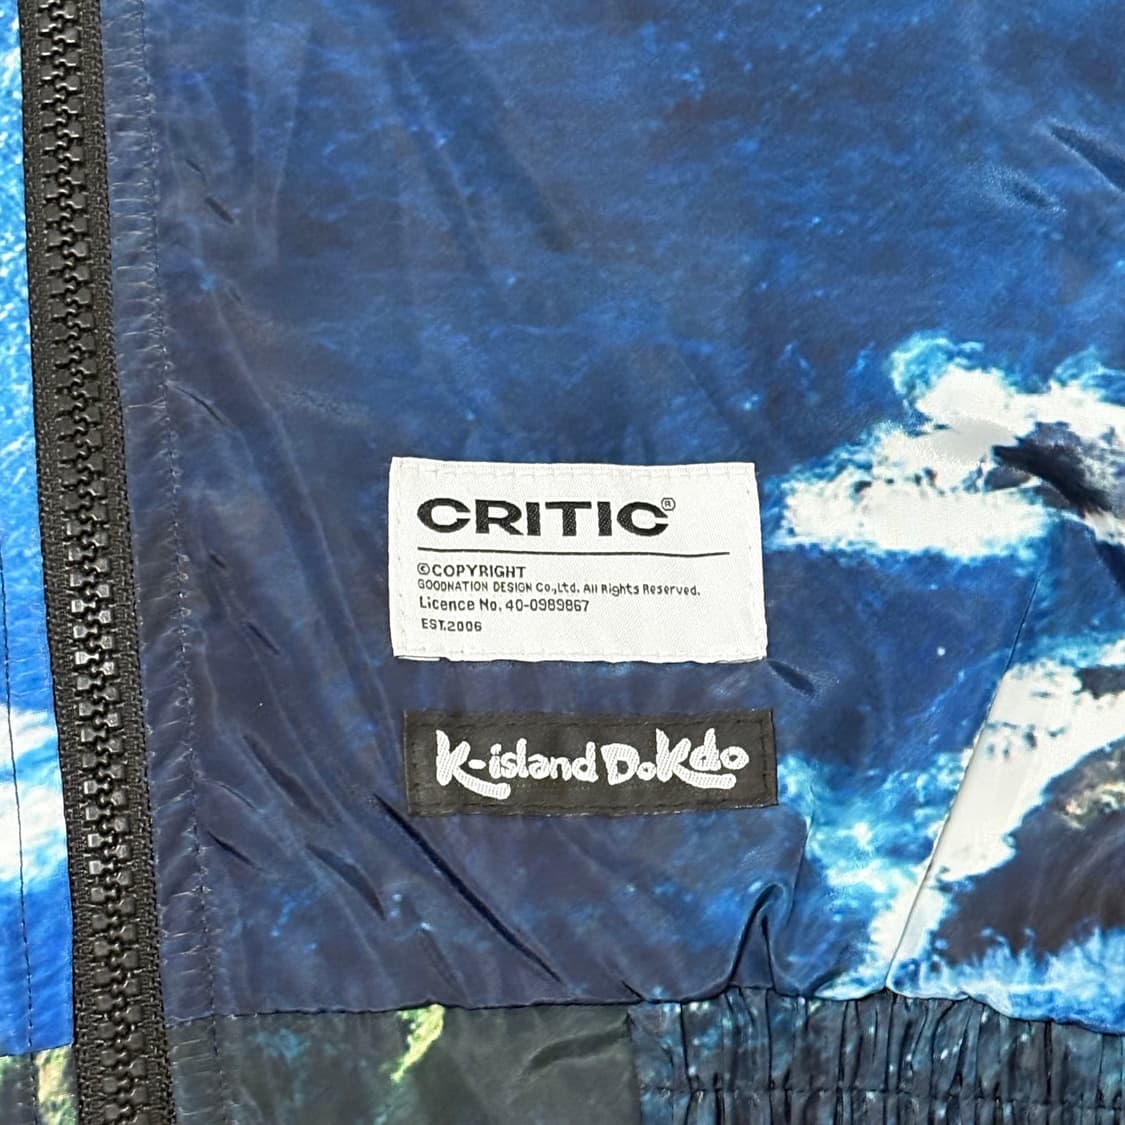 CRITIC®
©COPYRIGHT
GOODNATION DESIGN Co.,Ltd. All Rights Reserved.
Licence No. 40-0989867
EST.2006
K-island DoKdo